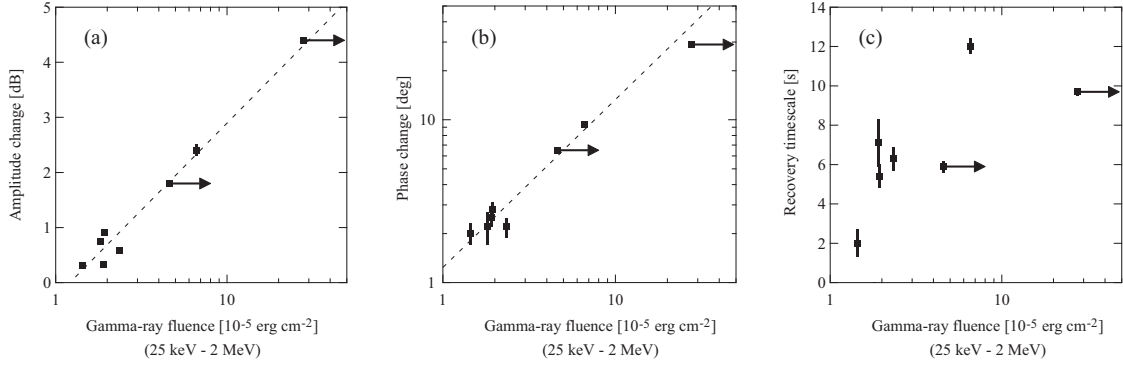 (a)
Amplitude change [dB]
5
4
3
2
1
0
1
10
Gamma-ray fluence [10⁻⁵ erg cm⁻²]
(25 keV - 2 MeV)
(b)
Phase change [deg]
10
1
1
10
Gamma-ray fluence [10⁻⁵ erg cm⁻²]
(25 keV - 2 MeV)
(c)
Recovery timescale [s]
14
12
10
8
6
4
2
0
1
10
Gamma-ray fluence [10⁻⁵ erg cm⁻²]
(25 keV - 2 MeV)